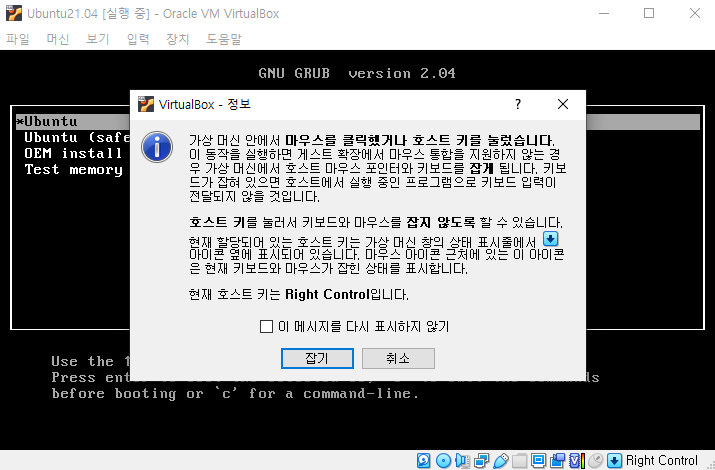 Ubuntu21.04 [실행 중] - Oracle VM VirtualBox
파일 머신 보기 입력 장치 도움말
GNU GRUB version 2.04
VirtualBox - 정보
*Ubuntu
Ubuntu (safe
OEM install
Test memory
가상 머신 안에서 마우스를 클릭했거나 호스트 키를 눌렀습니다.
이 동작을 실행하면 게스트 확장에서 마우스 통합을 지원하지 않는 경
우 가상 머신에서 호스트 마우스 포인터와 키보드를 잡게 됩니다. 키보
드가 잡혀 있으면 호스트에서 실행 중인 프로그램으로 키보드 입력이
전달되지 않을 것입니다.
호스트 키를 눌러서 키보드와 마우스를 잡지 않도록 할 수 있습니다.
현재 할당되어 있는 호스트 키는 가상 머신 창의 상태 표시줄에서
아이콘 옆에 표시되어 있습니다. 마우스 아이콘 근처에 있는 이 아이콘
은 현재 키보드와 마우스가 잡힌 상태를 표시합니다.
현재 호스트 키는 Right Control입니다.
이 메시지를 다시 표시하지 않기
잡기 취소
Use the
Press en
before booting or `c' for a command-line.
Right Control